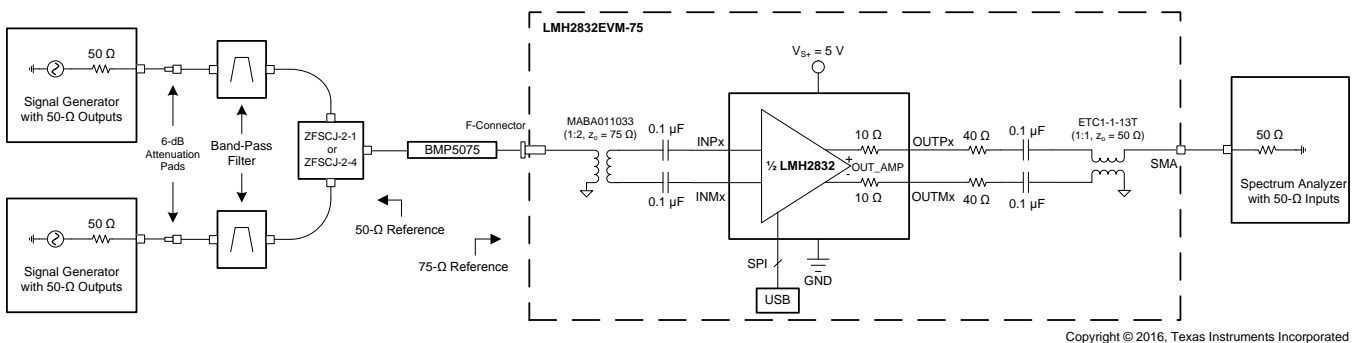 LMH2832EVM-75
50 Ω
Signal Generator
with 50-Ω Outputs
6-dB
Attenuation
Pads
Band-Pass
Filter
50 Ω
Signal Generator
with 50-Ω Outputs
ZFSCJ-2-1
or
ZFSCJ-2-4
BMP5075
F-Connector
50-Ω Reference
75-Ω Reference
MABA011033
(1:2, zo = 75 Ω)
0.1 µF
0.1 µF
INPx
INMx
VS+ = 5 V
½ LMH2832
+
OUT_AMP
-
10 Ω
10 Ω
SPI
USB
GND
OUTPx
OUTMx
40 Ω
40 Ω
0.1 µF
0.1 µF
ETC1-1-13T
(1:1, zo = 50 Ω)
SMA
50 Ω
Spectrum Analyzer
with 50-Ω Inputs
Copyright © 2016, Texas Instruments Incorporated